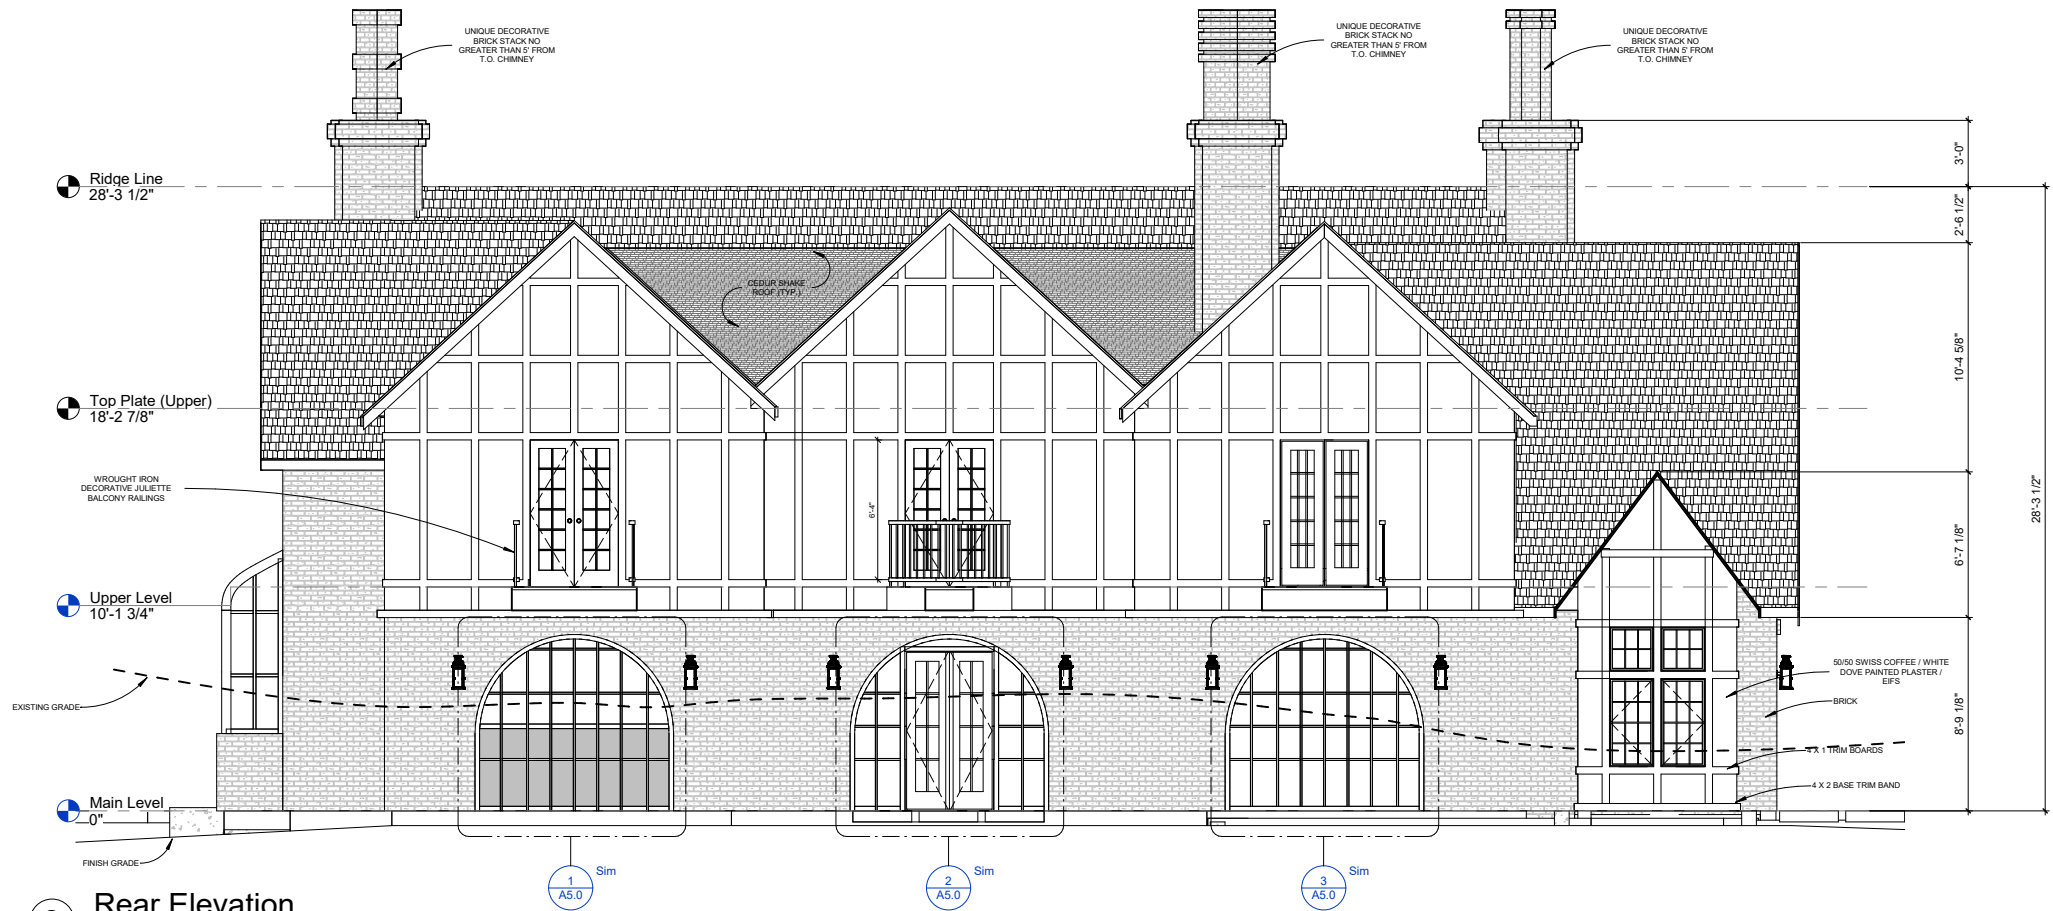 UNIQUE DECORATIVE
BRICK STACK NO
GREATER THAN 5' FROM
T.O. CHIMNEY
UNIQUE DECORATIVE
BRICK STACK NO
GREATER THAN 5' FROM
T.O. CHIMNEY
UNIQUE DECORATIVE
BRICK STACK NO
GREATER THAN 5' FROM
T.O. CHIMNEY
3'-0"
Ridge Line
28'-3 1/2"
2'-6 1/2"
CEDUR SHAKE
ROOF (TYP.)
10'-4 5/8"
Top Plate (Upper)
18'-2 7/8"
WROUGHT IRON
DECORATIVE JULIETTE
BALCONY RAILINGS
6'-4"
28'-3 1/2"
6'-7 1/8"
Upper Level
10'-1 3/4"
50/50 SWISS COFFEE / WHITE
DOVE PAINTED PLASTER /
EIFS
EXISTING GRADE
BRICK
8'-9 1/8"
4 X 1 TRIM BOARDS
4 X 2 BASE TRIM BAND
Main Level
0"
FINISH GRADE
1
A5.0
Sim
2
A5.0
Sim
3
A5.0
Sim
Rear Elevation